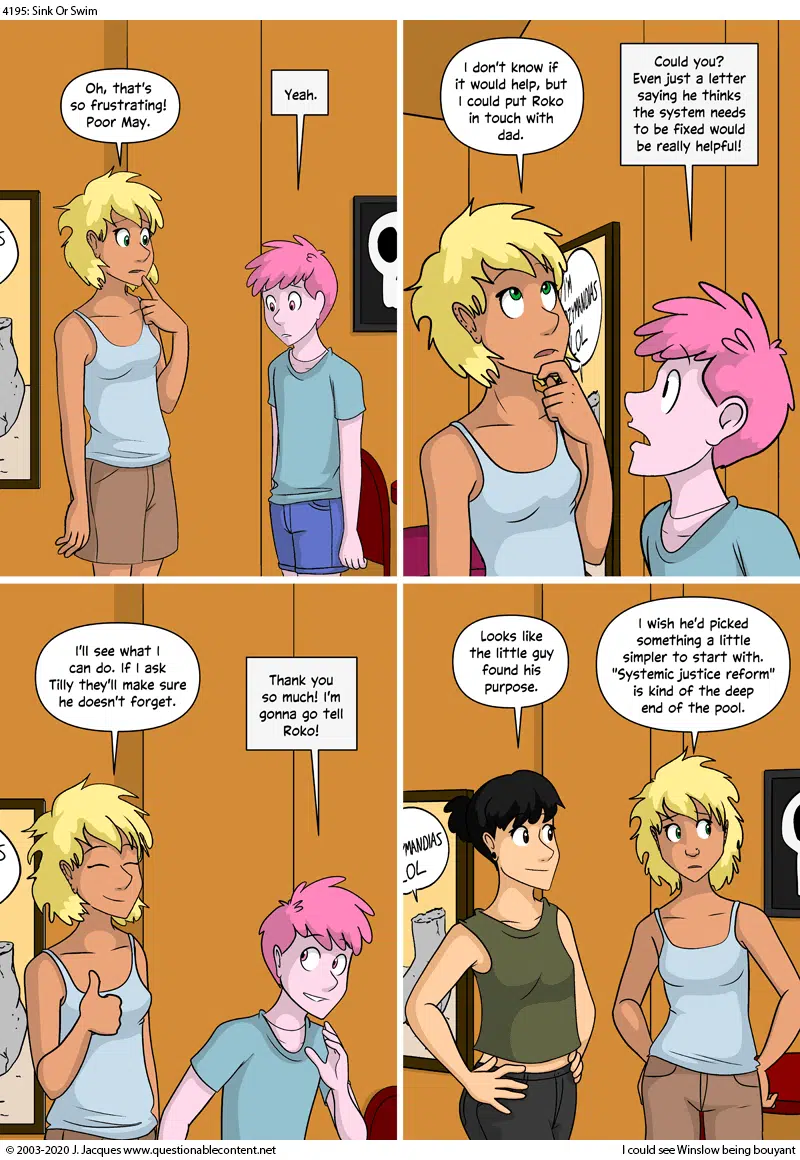 4195: Sink Or Swim
Oh, that's
so frustrating!
Poor May.
Yeah.
I don't know if
it would help, but
I could put Roko
in touch with
dad.
Could you?
Even just a letter
saying he thinks
the system needs
to be fixed would
be really helpful!
S
I'M
YMANDIAS
LOL
I'll see what I
can do. If I ask
Tilly they'll make sure
he doesn't forget.
Thank you
so much! I'm
gonna go tell
Roko!
S
Looks like
the little guy
found his
purpose.
I wish he'd picked
something a little
simpler to start with.
"Systemic justice reform"
is kind of the deep
end of the pool.
YMANDIAS
LOL
© 2003-2020 J. Jacques www.questionablecontent.net
I could see Winslow being bouyant